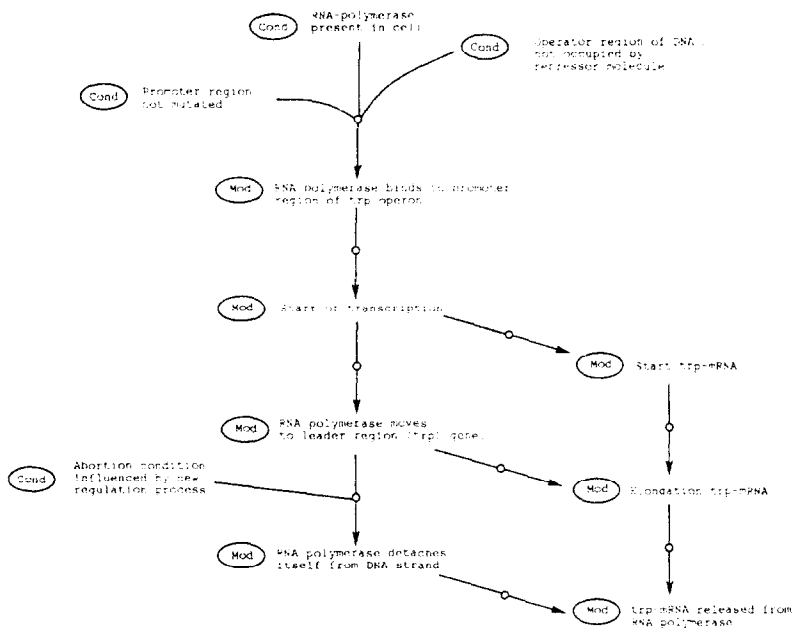 Cond
RNA-polymerase
present in cell
Cond
Operator region of DNA
not occupied by
repressor molecule
Cond
Promoter region
not mutated
Mod
RNA polymerase binds to promoter
region of trp operon
Mod
Start of transcription
Mod
Start trp-mRNA
Mod
RNA polymerase moves
to leader region (trp) gene
Cond
Abortion condition
influenced by new
regulation process
Mod
Elongation trp-mRNA
Mod
RNA polymerase detaches
itself from DNA strand
Mod
trp-mRNA released from
RNA polymerase